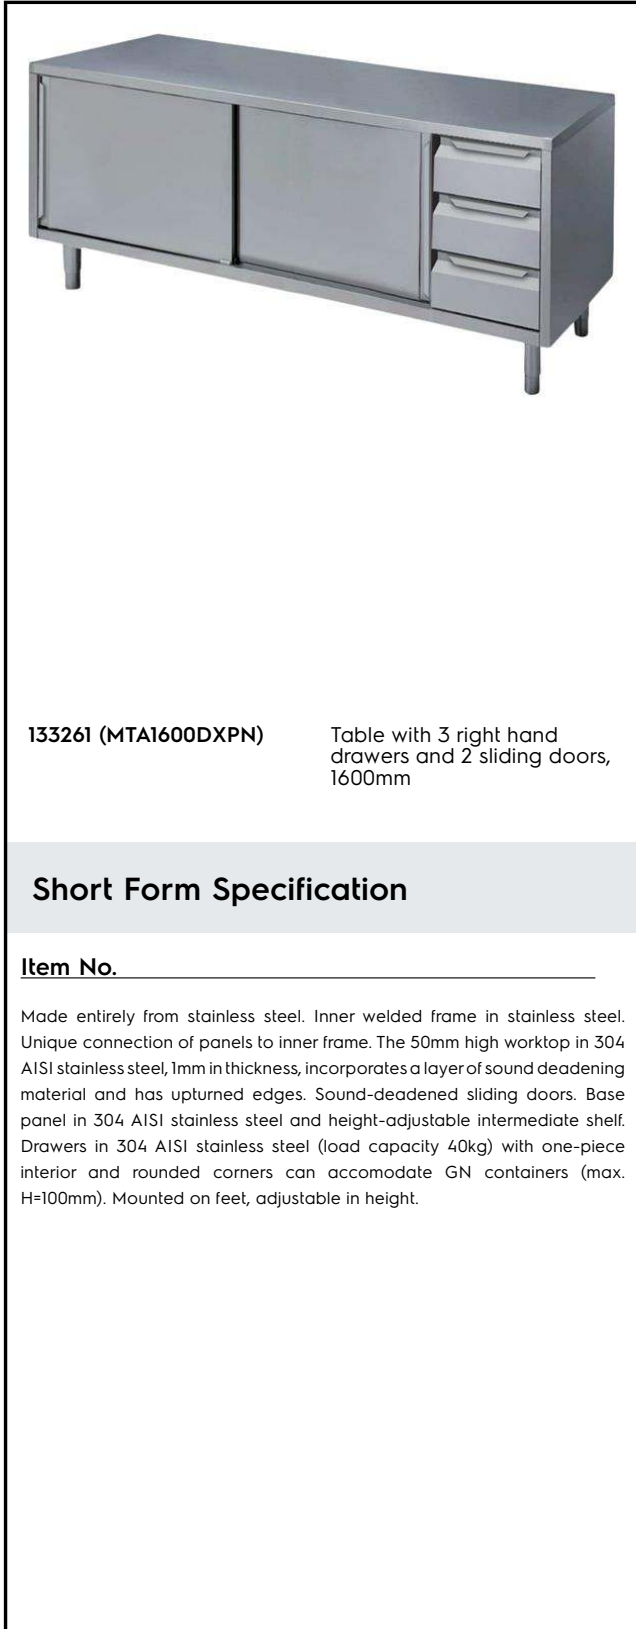 133261 (MTA1600DXPN)
Table with 3 right hand
drawers and 2 sliding doors,
1600mm
Short Form Specification
Item No.
Made entirely from stainless steel. Inner welded frame in stainless steel.
Unique connection of panels to inner frame. The 50mm high worktop in 304
AISI stainless steel, 1mm in thickness, incorporates a layer of sound deadening
material and has upturned edges. Sound-deadened sliding doors. Base
panel in 304 AISI stainless steel and height-adjustable intermediate shelf.
Drawers in 304 AISI stainless steel (load capacity 40kg) with one-piece
interior and rounded corners can accomodate GN containers (max.
H=100mm). Mounted on feet, adjustable in height.